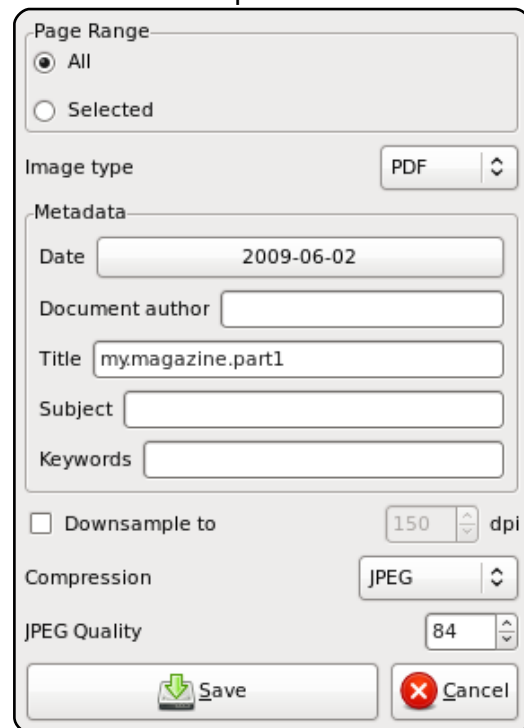 Page Range
All
Selected
Image type PDF
Metadata
Date 2009-06-02
Document author
Title my.magazine.part1
Subject
Keywords
Downsample to 150 dpi
Compression JPEG
JPEG Quality 84
Save Cancel